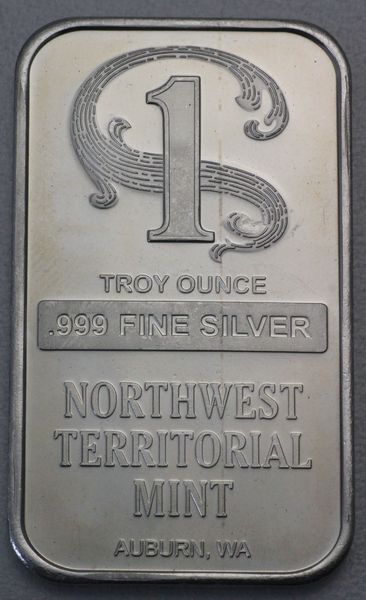 1
TROY OUNCE
.999 FINE SILVER
NORTHWEST
TERRITORIAL
MINT
AUBURN, WA